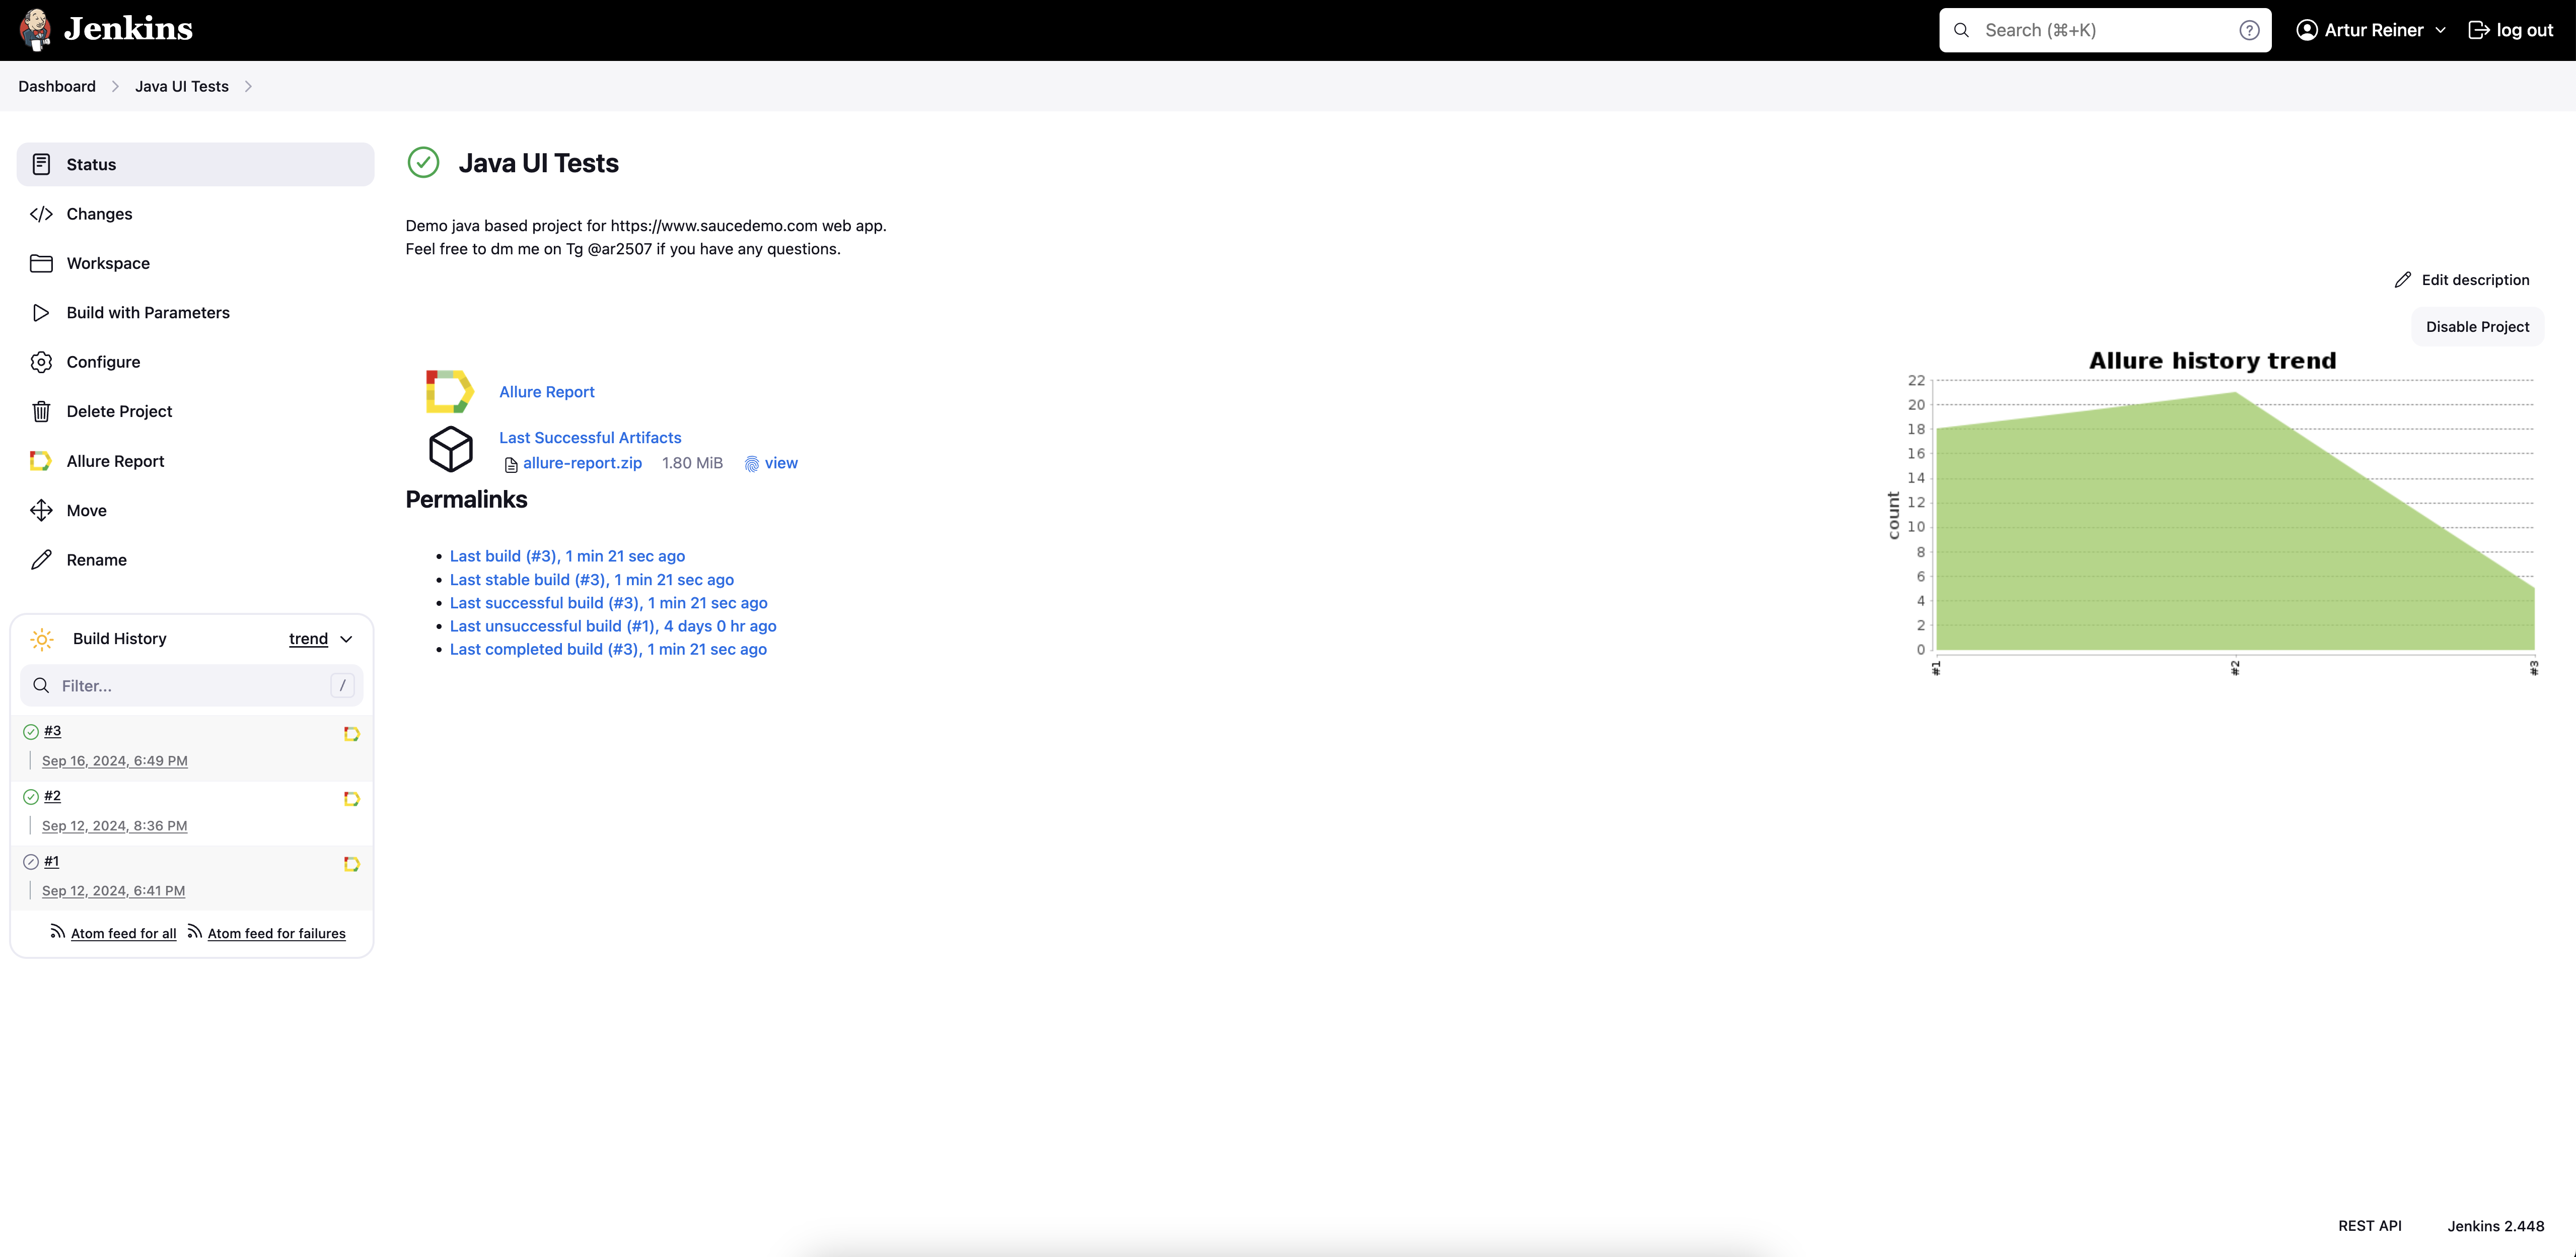 Jenkins
Search (⌘+K)
Artur Reiner
log out
Dashboard
Java UI Tests
Status
Changes
Workspace
Build with Parameters
Configure
Delete Project
Allure Report
Move
Rename
Build History
trend
Filter...
/
#3
Sep 16, 2024, 6:49 PM
#2
Sep 12, 2024, 8:36 PM
#1
Sep 12, 2024, 6:41 PM
Atom feed for all
Atom feed for failures
Java UI Tests
Demo java based project for https://www.saucedemo.com web app.
Feel free to dm me on Tg @ar2507 if you have any questions.
Edit description
Disable Project
Allure Report
Last Successful Artifacts
allure-report.zip 1.80 MiB view
Permalinks
Last build (#3), 1 min 21 sec ago
Last stable build (#3), 1 min 21 sec ago
Last successful build (#3), 1 min 21 sec ago
Last unsuccessful build (#1), 4 days 0 hr ago
Last completed build (#3), 1 min 21 sec ago
Allure history trend
count
22
20
18
16
14
12
10
8
6
4
2
0
#1
#2
#3
REST API
Jenkins 2.448